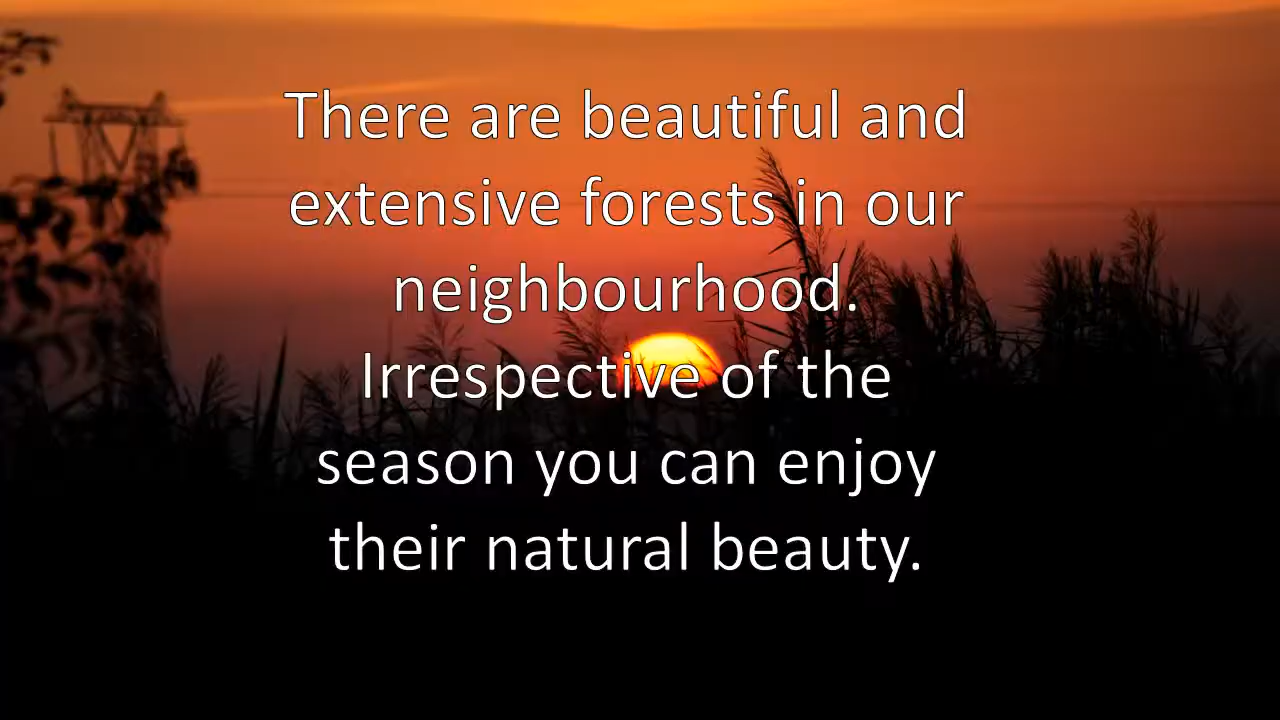 There are beautiful and
extensive forests in our
neighbourhood.
Irrespective of the
season you can enjoy
their natural beauty.